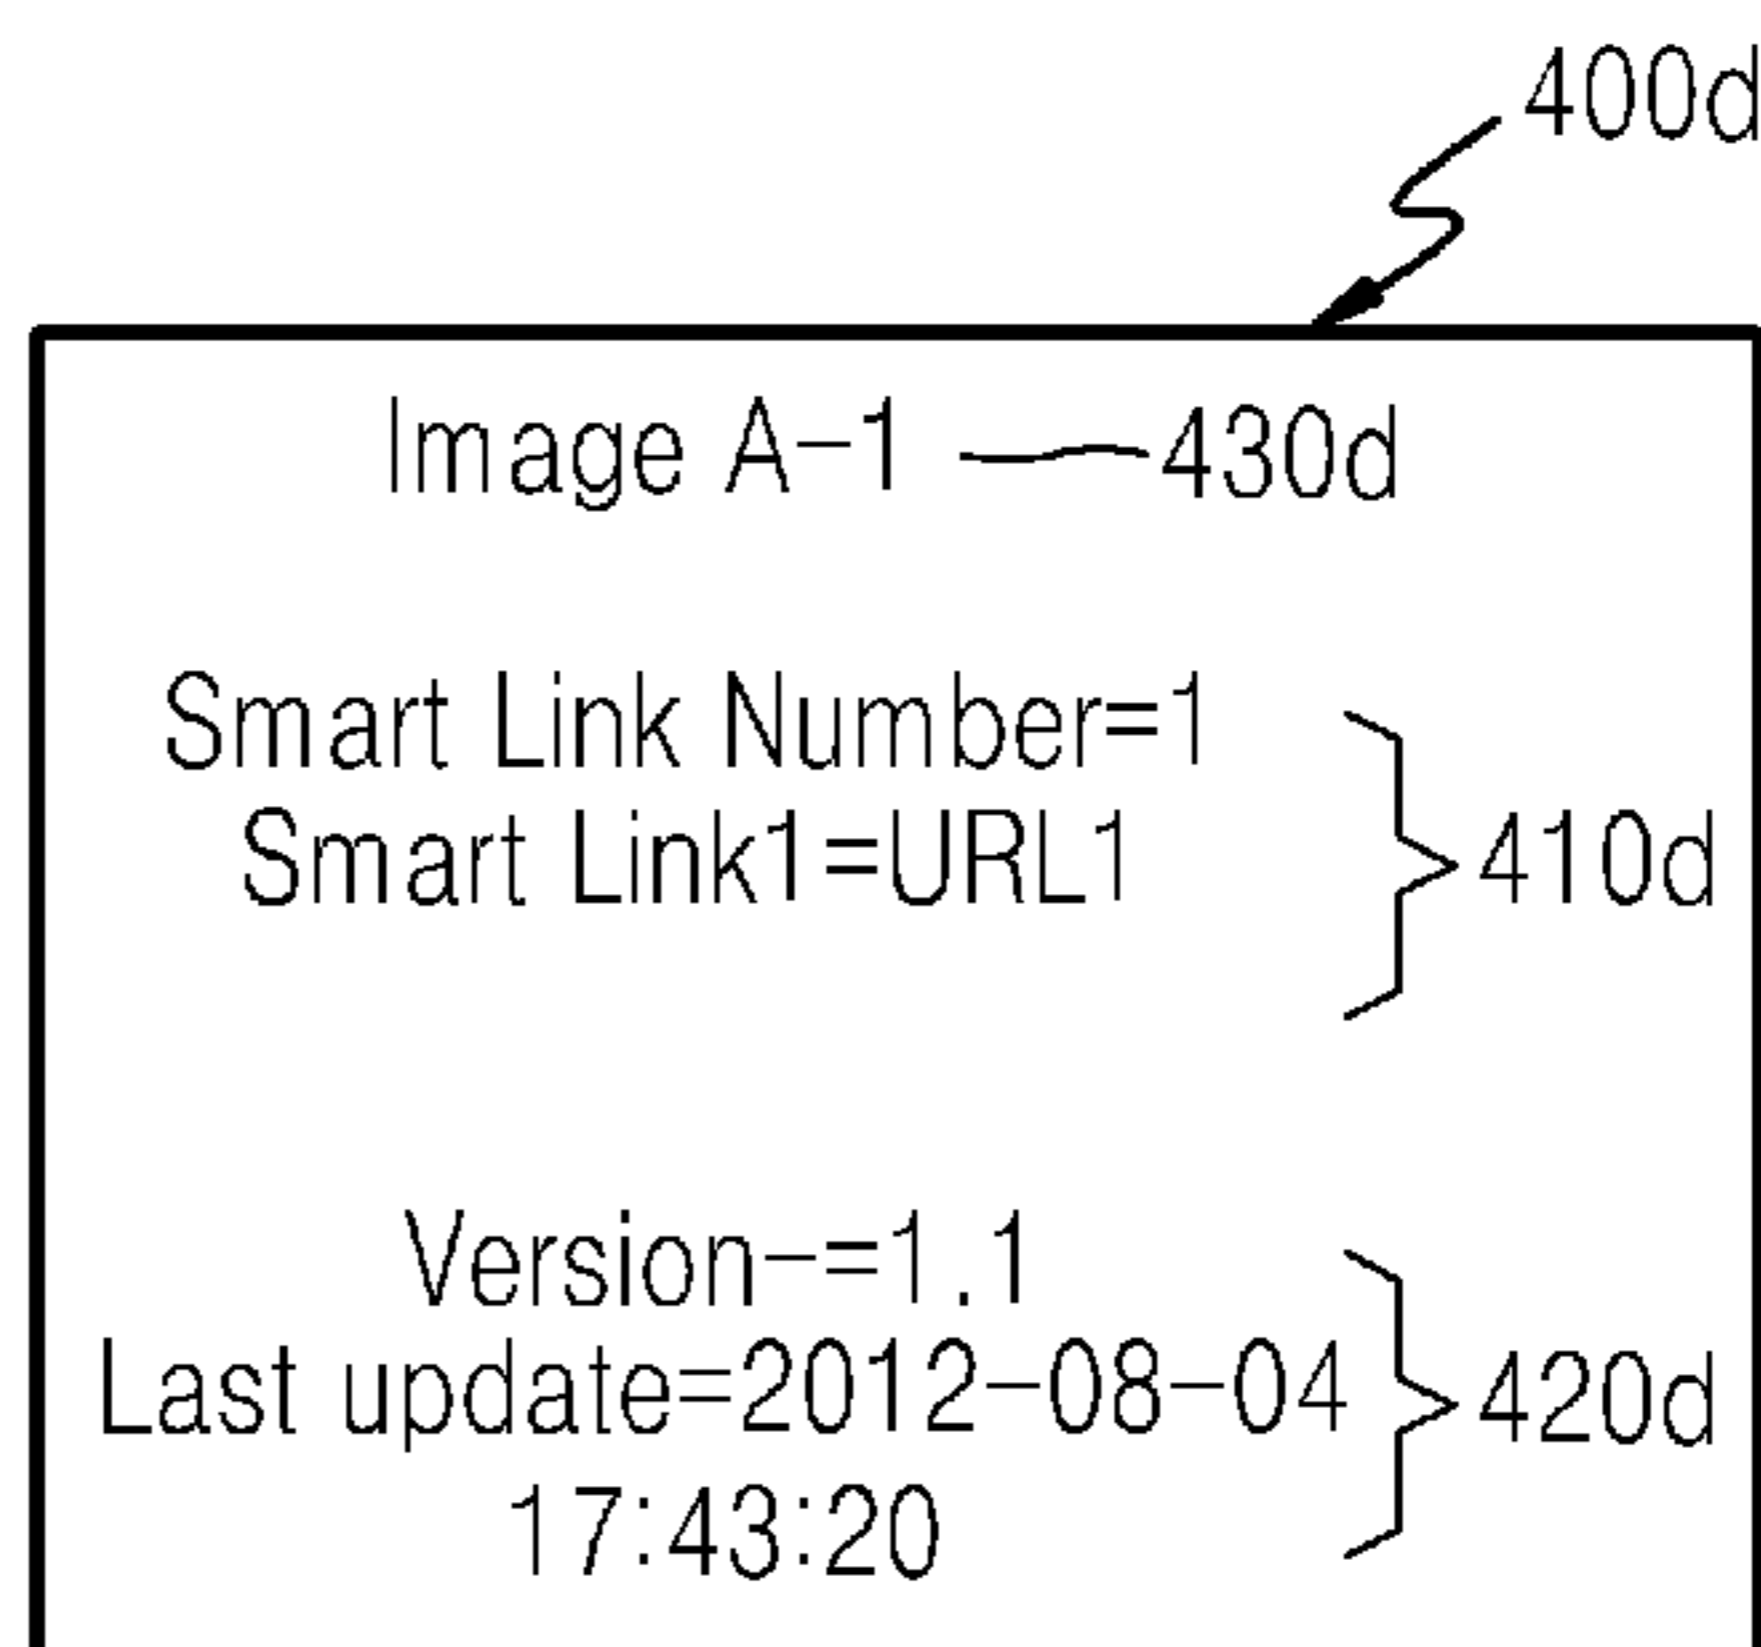 400d
Image A-1 430d
Smart Link Number=1
Smart Link1=URL1
410d
Version-=1.1
Last update=2012-08-04
420d
17:43:20